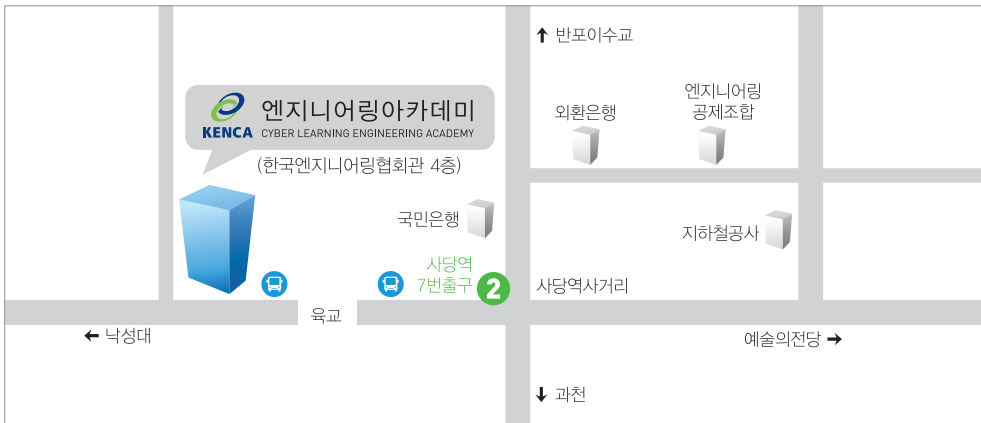 ↑ 반포이수교
엔지니어링
공제조합
외환은행
KENCA
엔지니어링아카데미
CYBER LEARNING ENGINEERING ACADEMY
(한국엔지니어링협회관 4층)
국민은행
지하철공사
사당역
7번출구
2
사당역사거리
육교
← 낙성대
예술의전당 →
↓ 과천